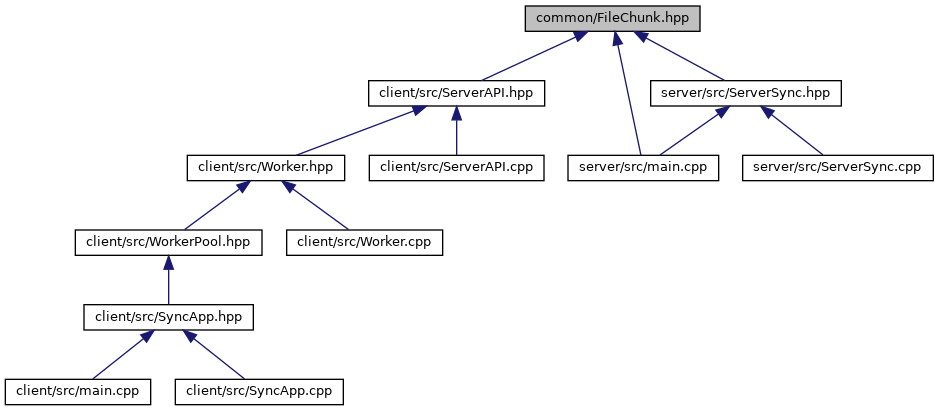 common/FileChunk.hpp
client/src/ServerAPI.hpp
server/src/ServerSync.hpp
client/src/Worker.hpp
client/src/ServerAPI.cpp
server/src/main.cpp
server/src/ServerSync.cpp
client/src/WorkerPool.hpp
client/src/Worker.cpp
client/src/SyncApp.hpp
client/src/main.cpp
client/src/SyncApp.cpp